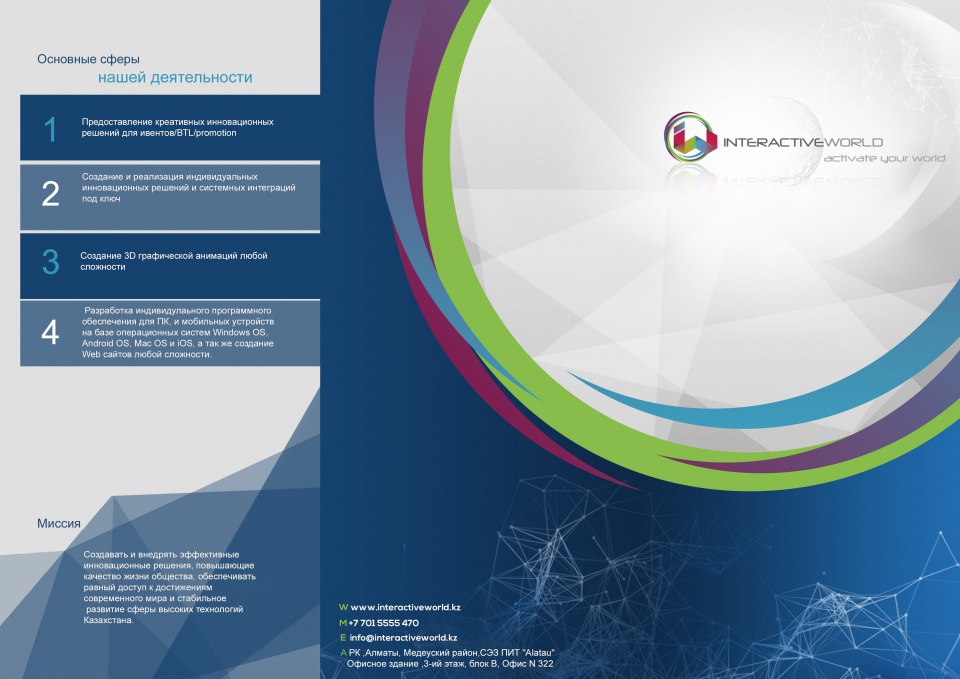 Основные сферы
нашей деятельности
1
Предоставление креативных инновационных
решений для ивентов/BTL/promotion
2
Создание и реализация индивидуальных
инновационных решений и системных интеграций
под ключ
3
Создание 3D графической анимаций любой
сложности
4
Разработка индивидулаьного программного
обеспечения для ПК, и мобильных устройств
на базе операционных систем Windows OS,
Android OS, Mac OS и iOS, а так же создание
Web сайтов любой сложности.
Миссия
Создавать и внедрять эффективные
инновационные решения, повышающие
качество жизни общества, обеспечивать
равный доступ к достижениям
современного мира и стабильное
развитие сферы высоких технологий
Казахстана.
W www.interactiveworld.kz
M +7 701 5555 470
E info@interactiveworld.kz
A РК ,Алматы, Медеуский район,СЭЗ ПИТ "Alatau"
Офисное здание ,3-ий этаж, блок B, Офис N 322
INTERACTIVEWORLD
activate your world